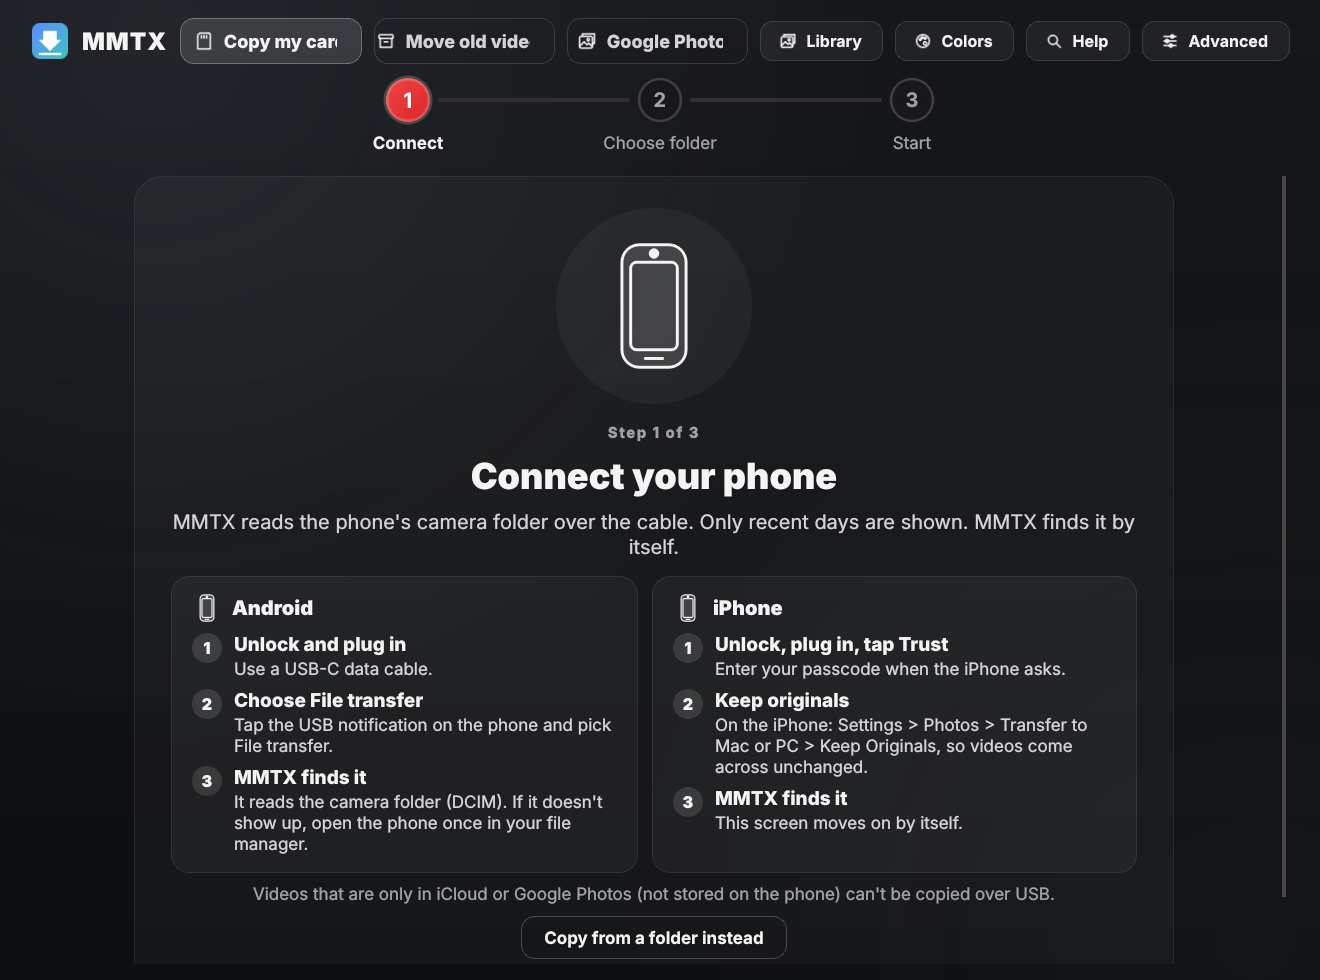 MMTX
Copy my car
Move old vide
Google Photo
Library
Colors
Help
Advanced
1
2
3
Connect
Choose folder
Start
Step 1 of 3
Connect your phone
MMTX reads the phone's camera folder over the cable. Only recent days are shown. MMTX finds it by
itself.
Android
1 Unlock and plug in
Use a USB-C data cable.
2 Choose File transfer
Tap the USB notification on the phone and pick
File transfer.
3 MMTX finds it
It reads the camera folder (DCIM). If it doesn't
show up, open the phone once in your file
manager.
iPhone
1 Unlock, plug in, tap Trust
Enter your passcode when the iPhone asks.
2 Keep originals
On the iPhone: Settings > Photos > Transfer to
Mac or PC > Keep Originals, so videos come
across unchanged.
3 MMTX finds it
This screen moves on by itself.
Videos that are only in iCloud or Google Photos (not stored on the phone) can't be copied over USB.
Copy from a folder instead